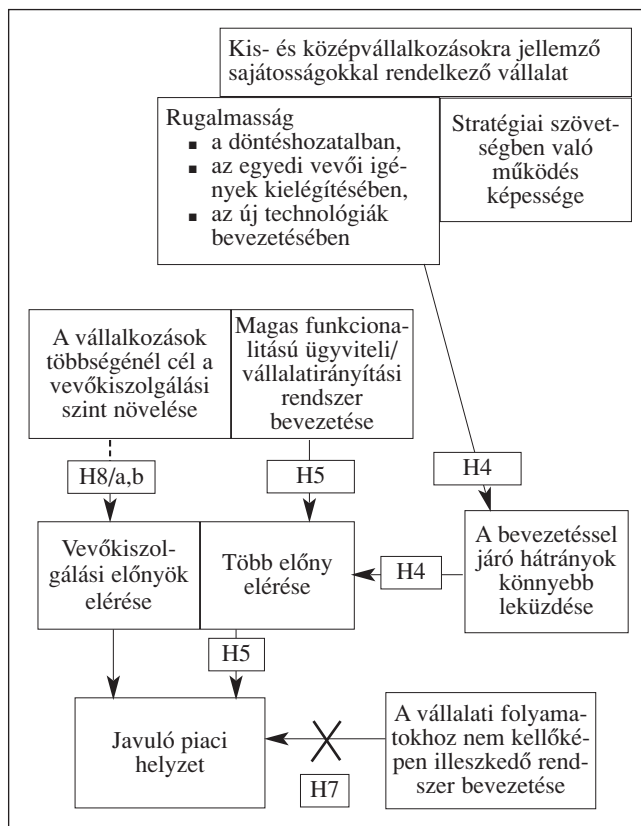 Kis- és középvállalkozásokra jellemző
sajátosságokkal rendelkező vállalat
Rugalmasság
▪ a döntéshozatalban,
▪ az egyedi vevői igé-
nyek kielégítésében,
▪ az új technológiák
bevezetésében
Stratégiai szövet-
ségben való
működés
képessége
A vállalkozások
többségénél cél a
vevőkiszolgálási
szint növelése
Magas funkciona-
litású ügyviteli/
vállalatirányítási
rendszer
bevezetése
H8/a,b
H5
H4
Vevőkiszol-
gálási előnyök
elérése
Több előny
elérése
H4
A bevezetéssel
járó hátrányok
könnyebb
leküzdése
H5
Javuló piaci
helyzet
H7
A vállalati folyama-
tokhoz nem kellőké-
pen illeszkedő rend-
szer bevezetése